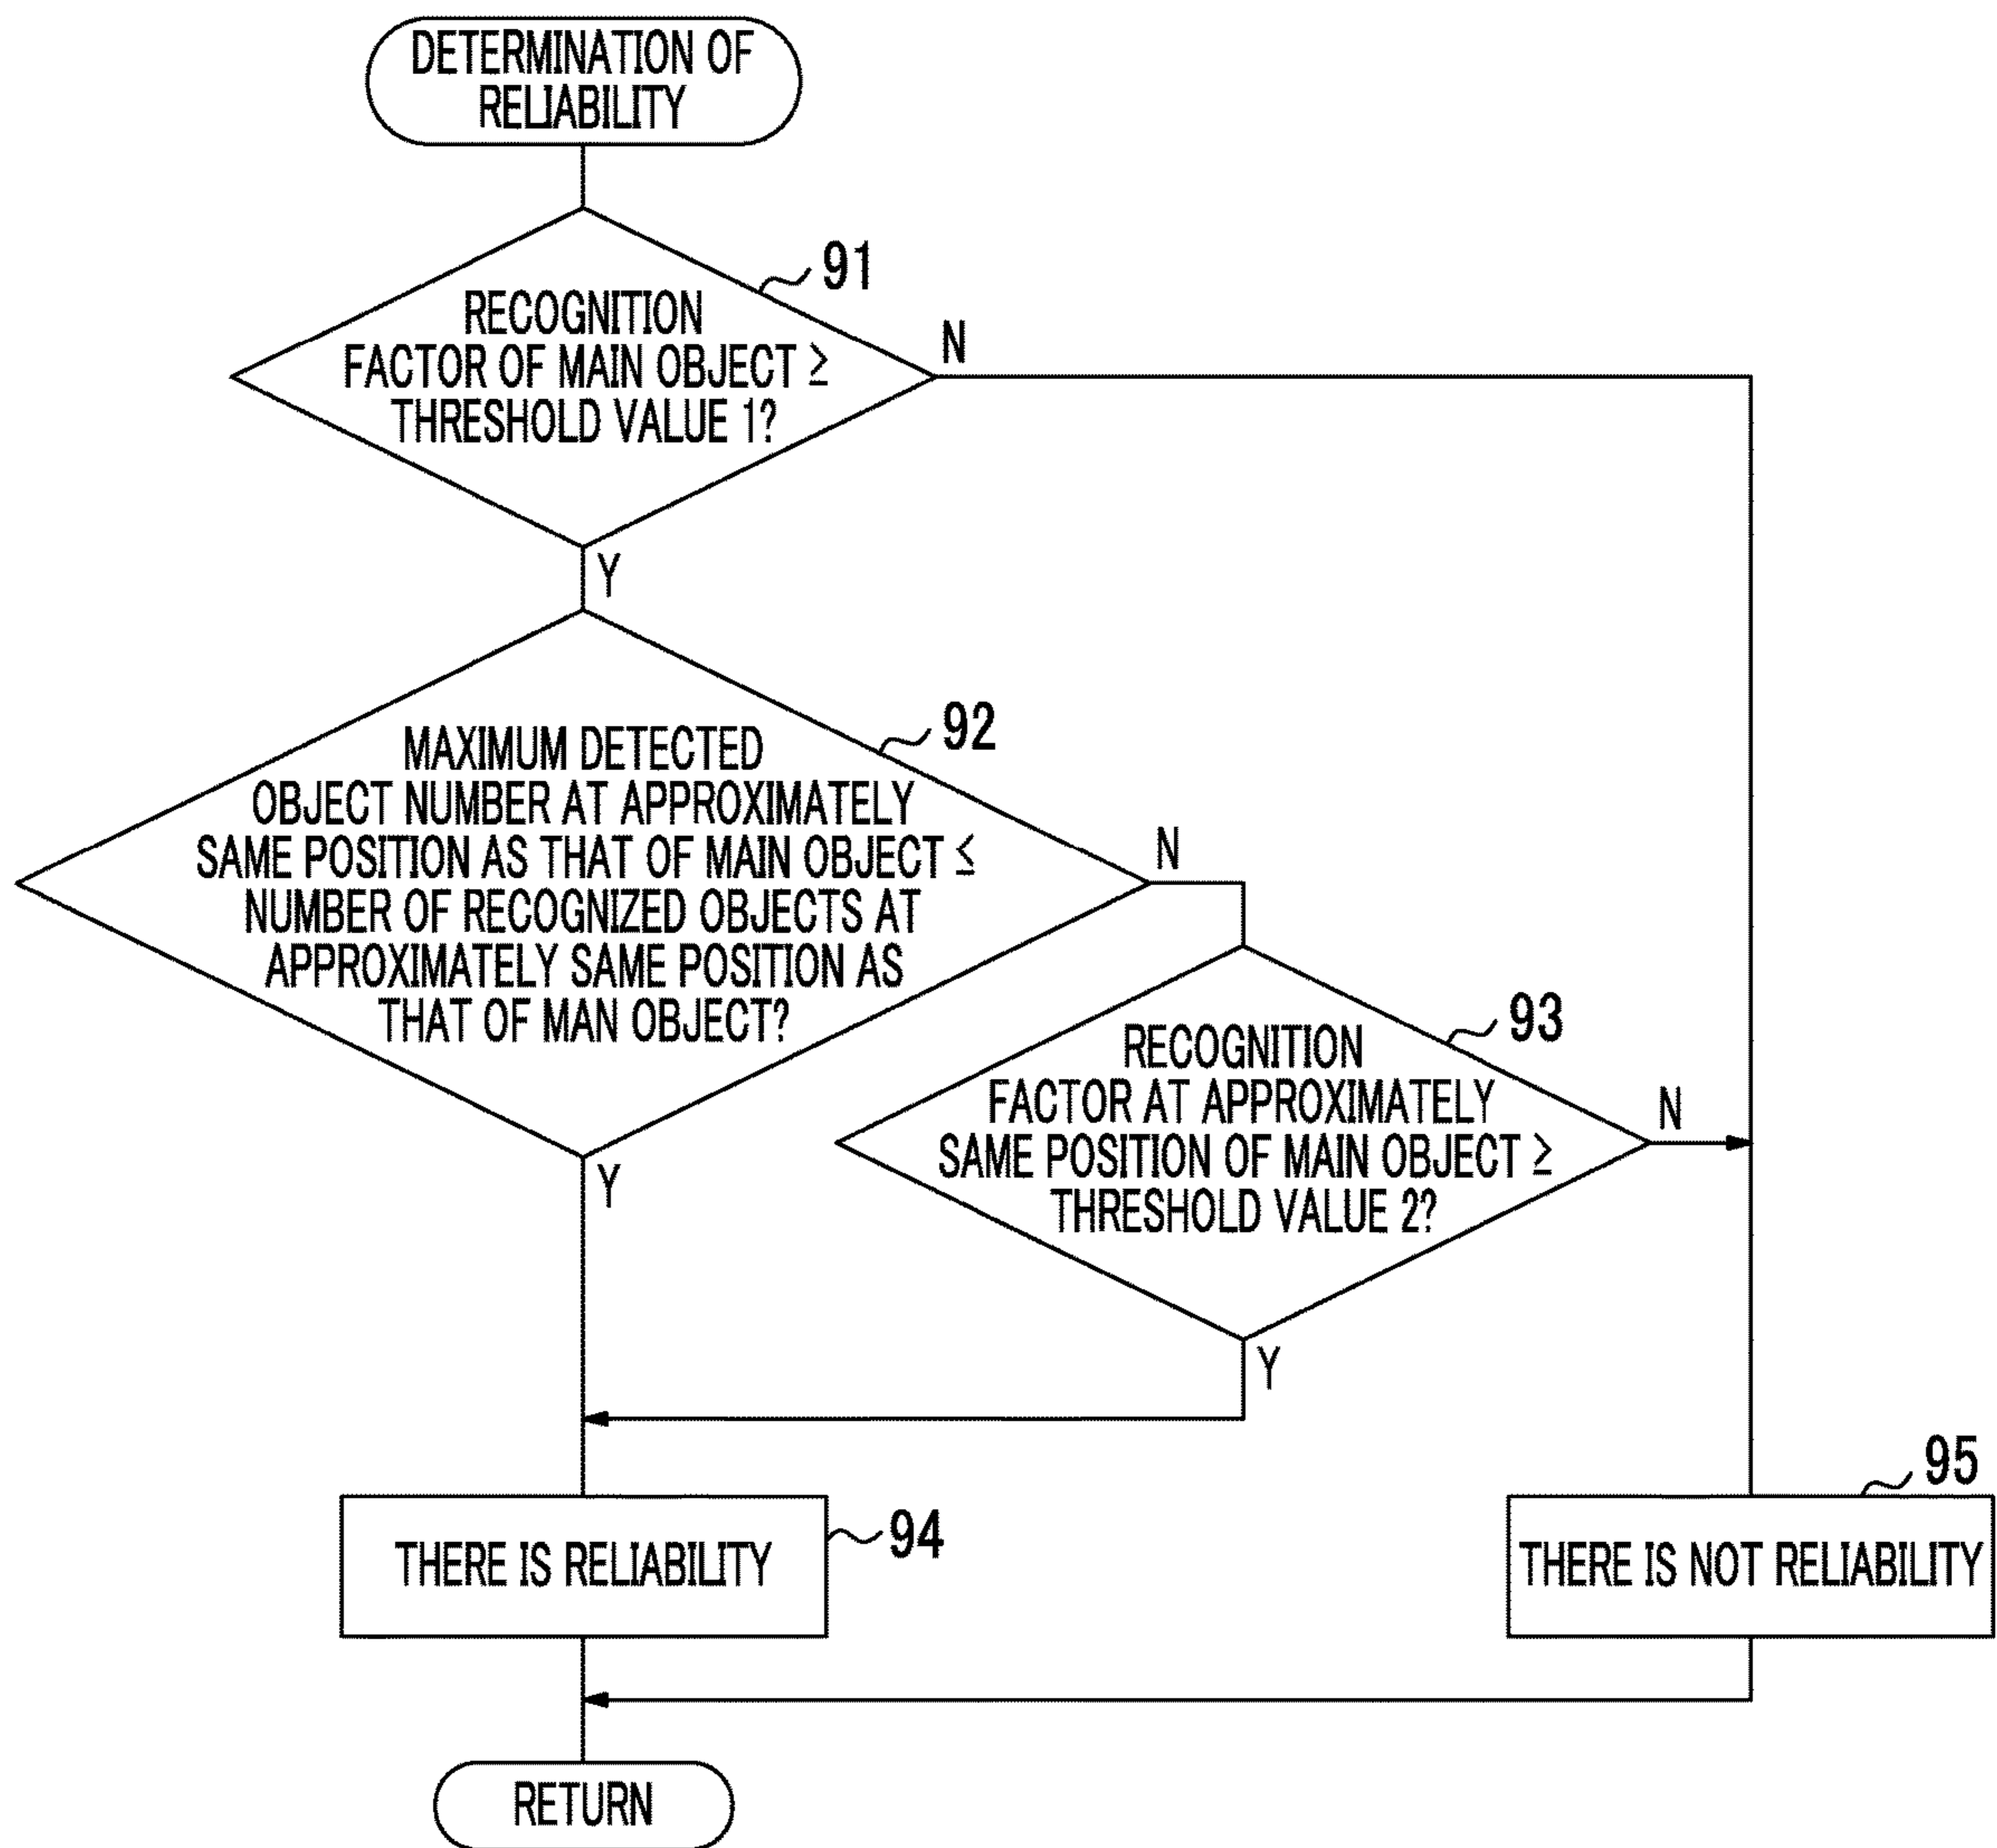 DETERMINATION OF
RELIABILITY
91
RECOGNITION
FACTOR OF MAIN OBJECT ≥
THRESHOLD VALUE 1?
N
Y
92
MAXIMUM DETECTED
OBJECT NUMBER AT APPROXIMATELY
SAME POSITION AS THAT OF MAIN OBJECT ≤
NUMBER OF RECOGNIZED OBJECTS AT
APPROXIMATELY SAME POSITION AS
THAT OF MAN OBJECT?
N
Y
93
RECOGNITION
FACTOR AT APPROXIMATELY
SAME POSITION OF MAIN OBJECT ≥
THRESHOLD VALUE 2?
N
Y
94
THERE IS RELIABILITY
95
THERE IS NOT RELIABILITY
RETURN